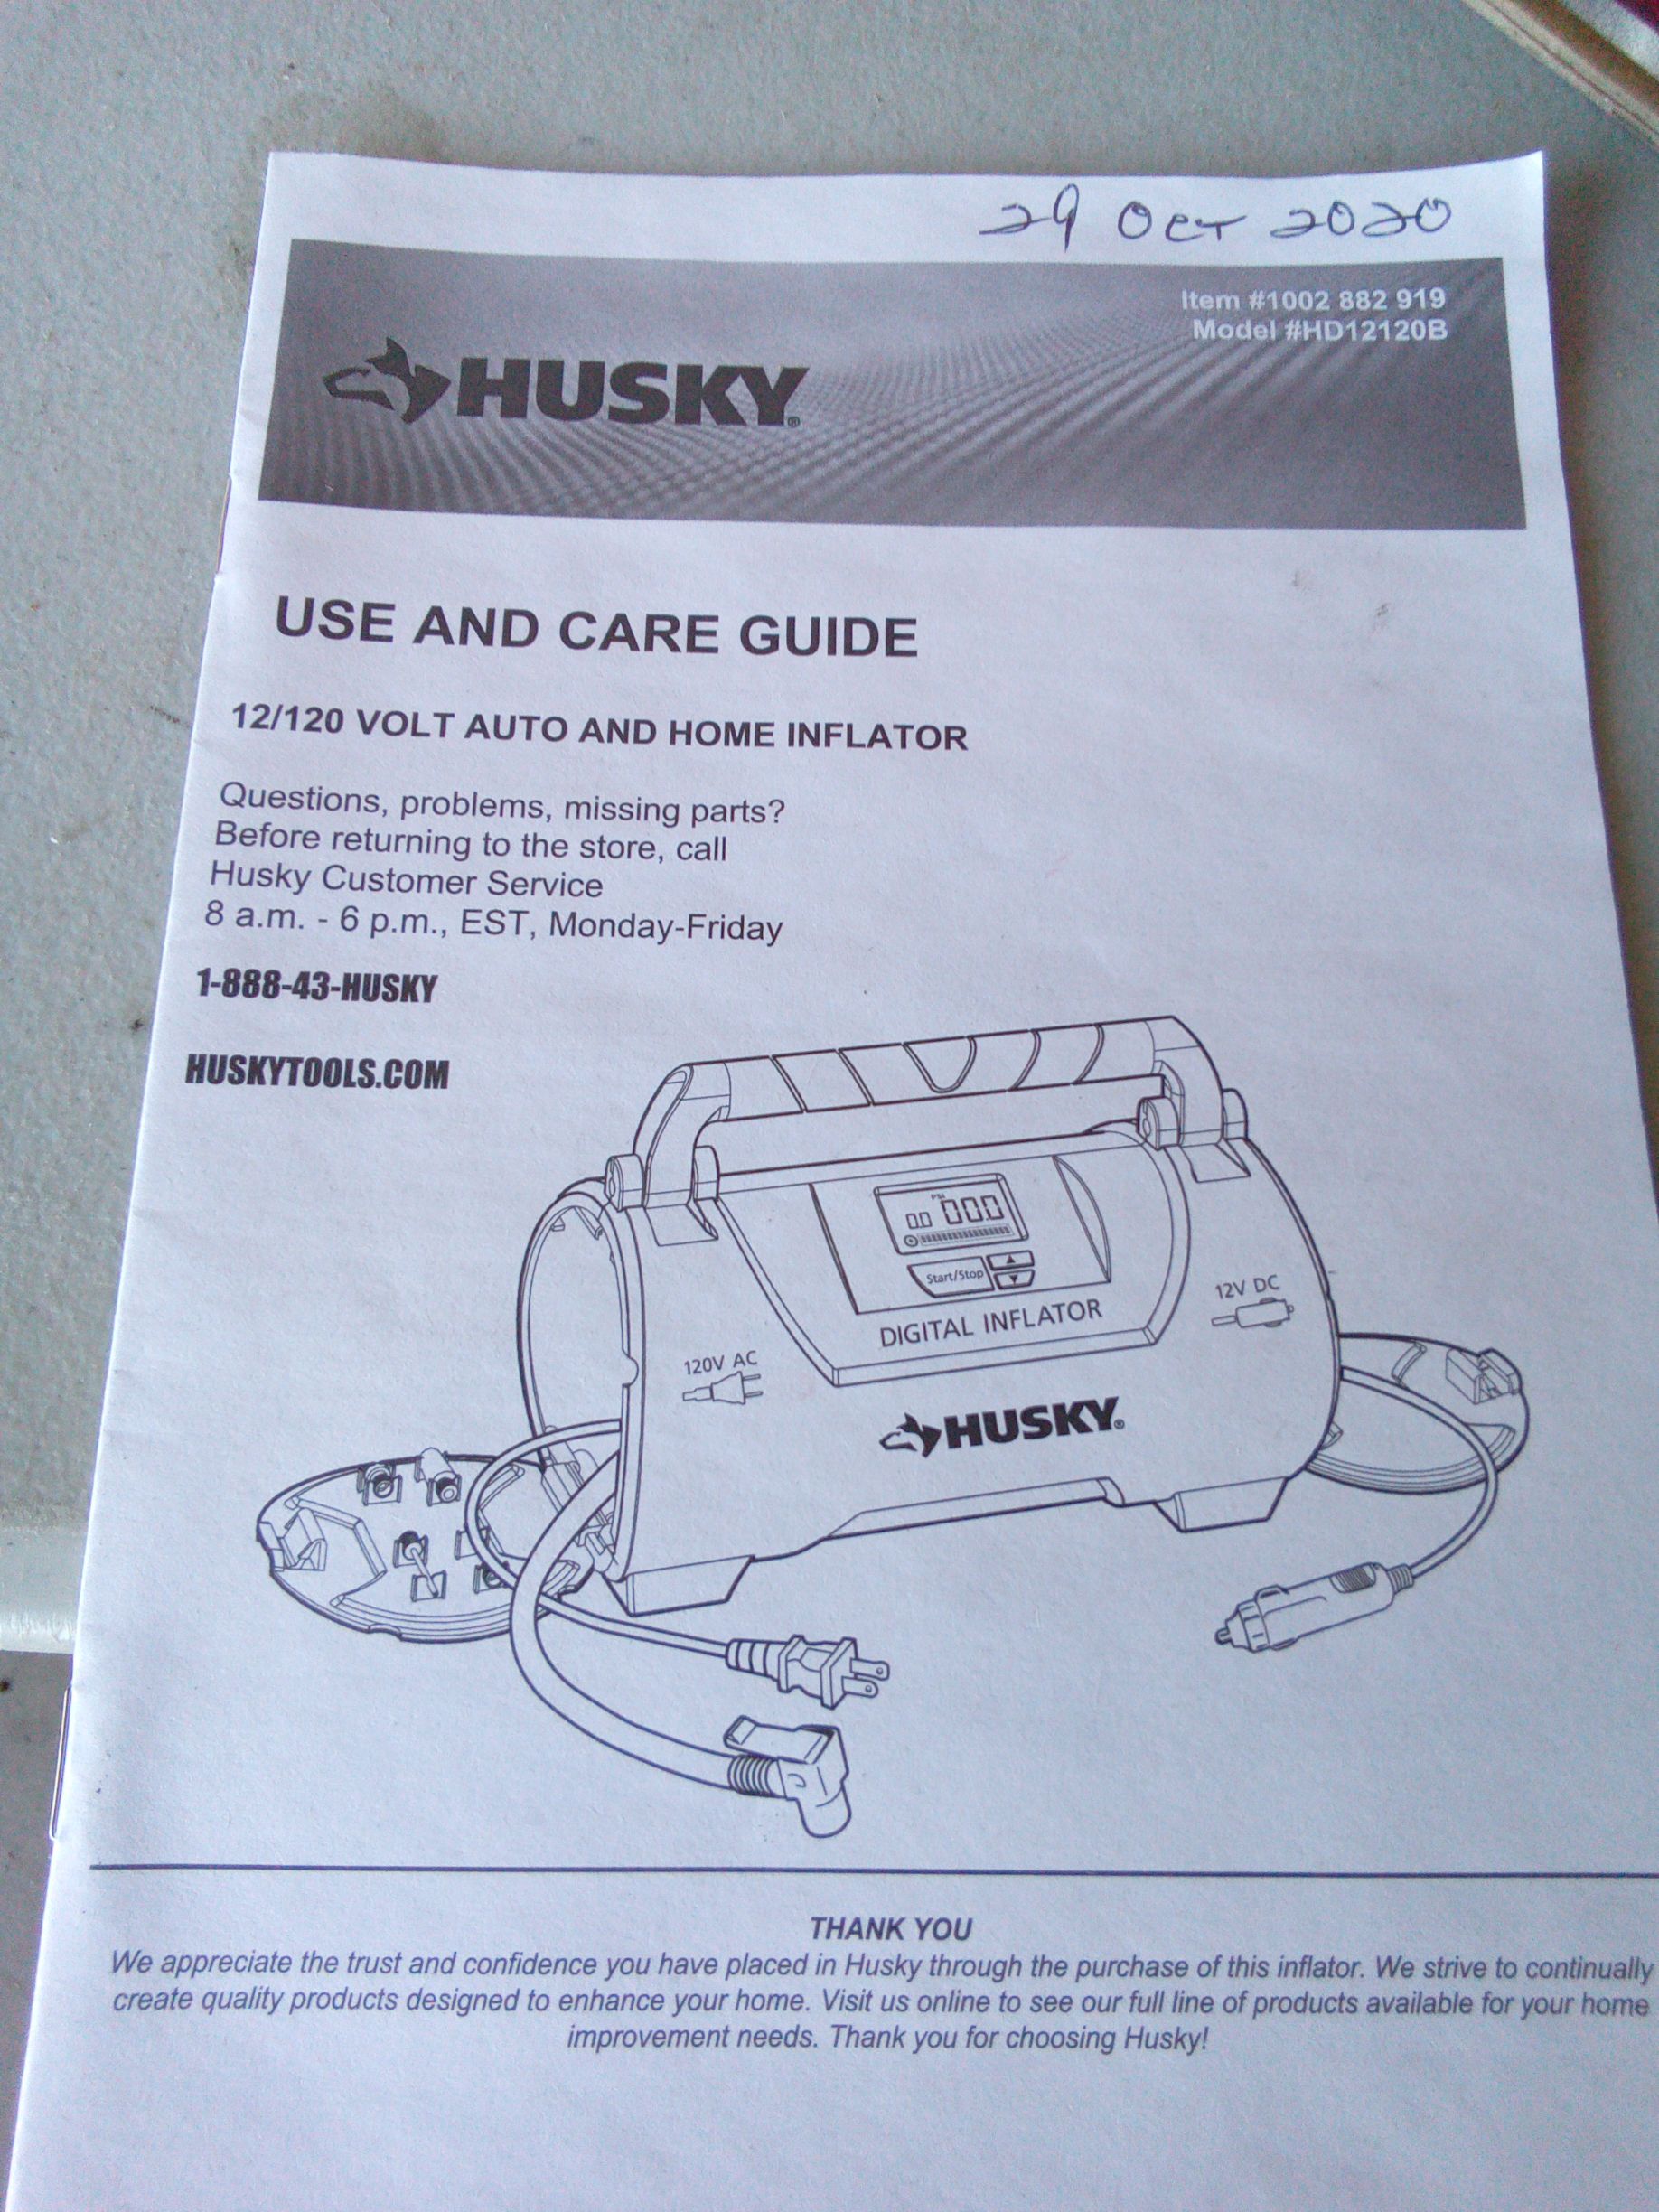 29 Oct 2020
Item #1002 882 919
Model #HD12120B
HUSKY®
USE AND CARE GUIDE
12/120 VOLT AUTO AND HOME INFLATOR
Questions, problems, missing parts?
Before returning to the store, call
Husky Customer Service
8 a.m. - 6 p.m., EST, Monday-Friday
1-888-43-HUSKY
HUSKYTOOLS.COM
PSI
0.0 00.0
Start/Stop
DIGITAL INFLATOR
12V DC
120V AC
HUSKY®
THANK YOU
We appreciate the trust and confidence you have placed in Husky through the purchase of this inflator. We strive to continually
create quality products designed to enhance your home. Visit us online to see our full line of products available for your home
improvement needs. Thank you for choosing Husky!